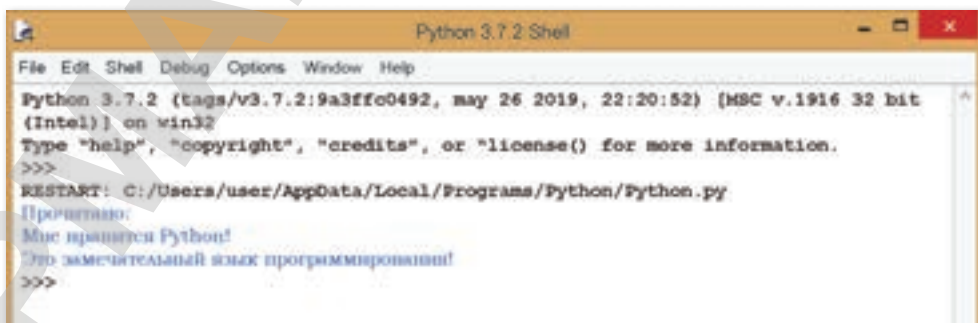 Python 3.7.2 Shell
File Edit Shell Debug Options Window Help
Python 3.7.2 (tags/v3.7.2:9a3ffc0492, may 26 2019, 22:20:52) [MSC v.1916 32 bit
(Intel)] on win32
Type "help", "copyright", "credits", or "license() for more information.
>>>
RESTART: C:/Users/user/AppData/Local/Programs/Python/Python.py
Прочитано:
Мне нравится Python!
Это замечательный язык программирования!
>>>